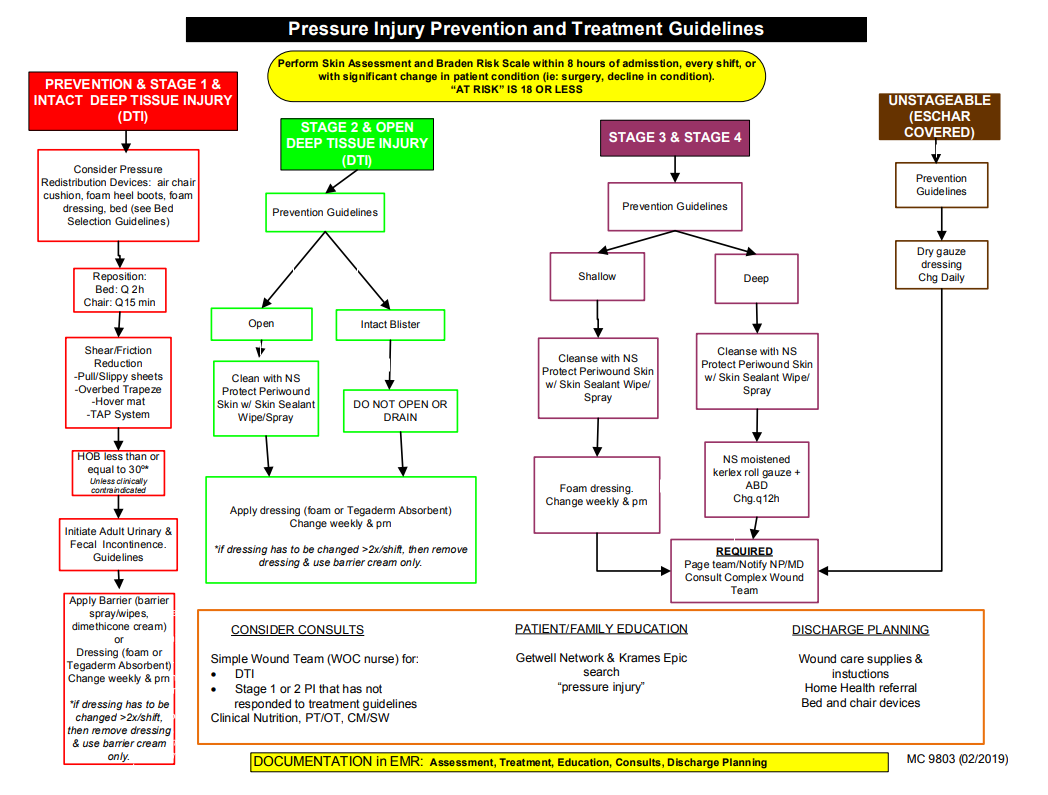 Pressure Injury Prevention and Treatment Guidelines
Perform Skin Assessment and Braden Risk Scale within 8 hours of admisstion, every shift, or
with significant change in patient condition (ie: surgery, decline in condition).
“AT RISK” IS 18 OR LESS
PREVENTION & STAGE 1 &
INTACT DEEP TISSUE INJURY
(DTI)
Consider Pressure
Redistribution Devices: air chair
cushion, foam heel boots, foam
dressing, bed (see Bed
Selection Guidelines)
Reposition:
Bed: Q 2h
Chair: Q15 min
Shear/Friction
Reduction
-Pull/Slippy sheets
-Overbed Trapeze
-Hover mat
-TAP System
HOB less than or
equal to 30º*
Unless clinically
contraindicated
Initiate Adult Urinary &
Fecal Incontinence.
Guidelines
Apply Barrier (barrier
spray/wipes,
dimethicone cream)
or
Dressing (foam or
Tegaderm Absorbent)
Change weekly & prn
*if dressing has to be
changed >2x/shift,
then remove dressing
& use barrier cream
only.
STAGE 2 & OPEN
DEEP TISSUE INJURY
(DTI)
Prevention Guidelines
Open
Intact Blister
Clean with NS
Protect Periwound
Skin w/ Skin Sealant
Wipe/Spray
DO NOT OPEN OR
DRAIN
Apply dressing (foam or Tegaderm Absorbent)
Change weekly & prn
*if dressing has to be changed >2x/shift, then remove
dressing & use barrier cream only.
STAGE 3 & STAGE 4
Prevention Guidelines
Shallow
Deep
Cleanse with NS
Protect Periwound Skin
w/ Skin Sealant Wipe/
Spray
Cleanse with NS
Protect Periwound Skin
w/ Skin Sealant Wipe/
Spray
Foam dressing.
Change weekly & prn
NS moistened
kerlex roll gauze +
ABD
Chg.q12h
REQUIRED
Page team/Notify NP/MD
Consult Complex Wound
Team
UNSTAGEABLE
(ESCHAR
COVERED)
Prevention
Guidelines
Dry gauze
dressing
Chg Daily
CONSIDER CONSULTS
Simple Wound Team (WOC nurse) for:
• DTI
• Stage 1 or 2 PI that has not
responded to treatment guidelines
Clinical Nutrition, PT/OT, CM/SW
PATIENT/FAMILY EDUCATION
Getwell Network & Krames Epic
search
“pressure injury”
DISCHARGE PLANNING
Wound care supplies &
instuctions
Home Health referral
Bed and chair devices
DOCUMENTATION in EMR: Assessment, Treatment, Education, Consults, Discharge Planning
MC 9803 (02/2019)